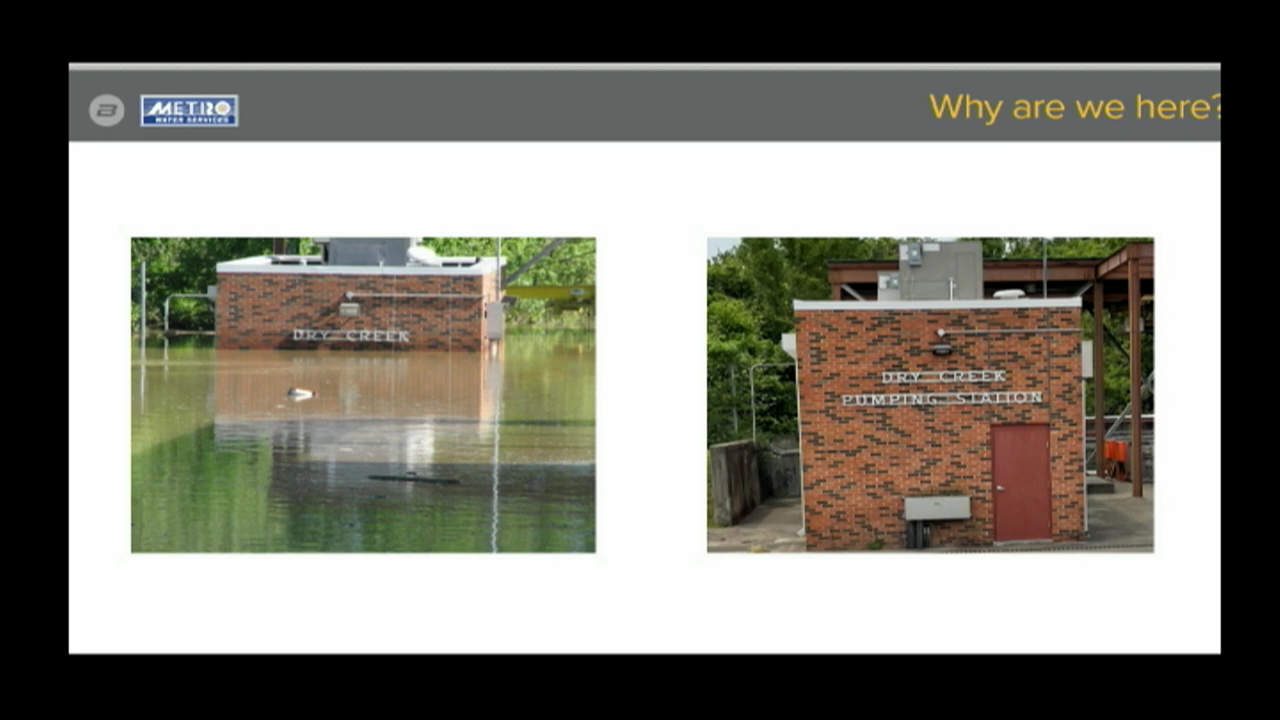 B
METRO
WATER SERVICES
Why are we here?
DRY CREEK
DRY CREEK
PUMPING STATION